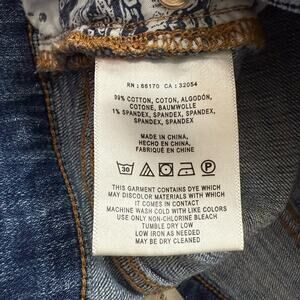 RN : 66170 CA : 32054
99% COTTON, COTON, ALGODÓN,
COTONE, BAUMWOLLE
1% SPANDEX, SPANDEX, SPANDEX,
SPANDEX, SPANDEX
MADE IN CHINA,
HECHO EN CHINA,
FABRIQUÉ EN CHINE
30 P
THIS GARMENT CONTAINS DYE WHICH
MAY DISCOLOR MATERIALS WITH WHICH
IT COMES IN CONTACT
MACHINE WASH COLD WITH LIKE COLORS
USE ONLY NON-CHLORINE BLEACH
TUMBLE DRY LOW
LOW IRON AS NEEDED
MAY BE DRY CLEANED